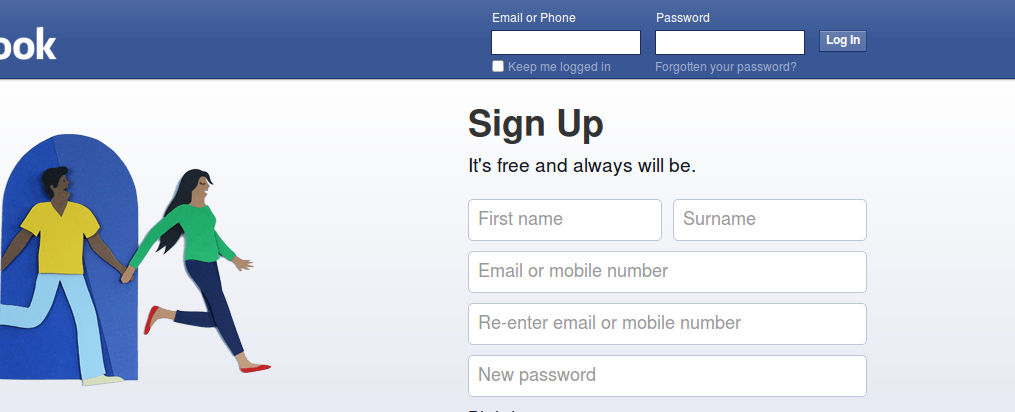 ook
Email or Phone
Password
Log In
Keep me logged in
Forgotten your password?
Sign Up
It's free and always will be.
First name
Surname
Email or mobile number
Re-enter email or mobile number
New password